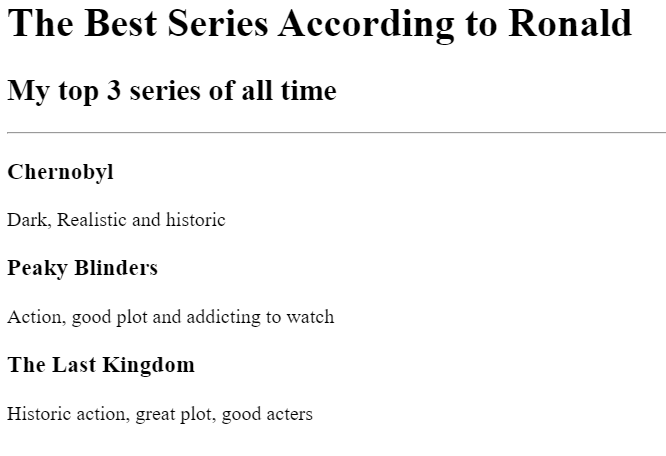 The Best Series According to Ronald
My top 3 series of all time
Chernobyl
Dark, Realistic and historic
Peaky Blinders
Action, good plot and addicting to watch
The Last Kingdom
Historic action, great plot, good acters